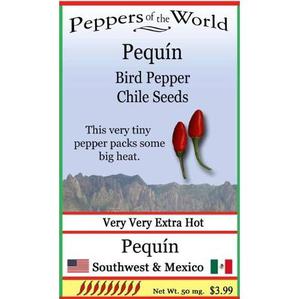 Peppers of the World
Pequín
Bird Pepper
Chile Seeds
This very tiny
pepper packs some
big heat.
Very Very Extra Hot
Pequín
Southwest & Mexico
Net Wt. 50 mg. $3.99